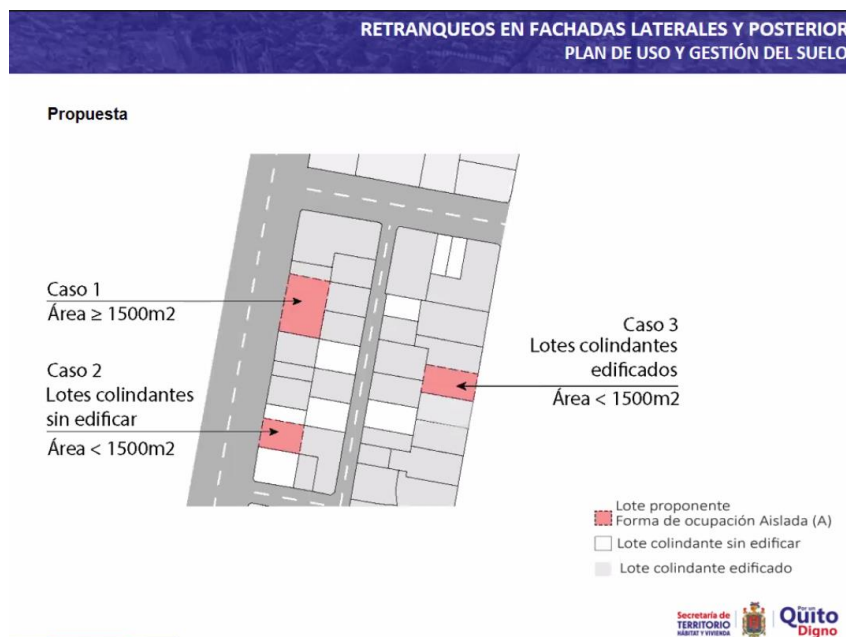 RETRANQUEOS EN FACHADAS LATERALES Y POSTERIOR
PLAN DE USO Y GESTIÓN DEL SUELO
Propuesta
Caso 1
Área ≥ 1500m2
Caso 2
Lotes colindantes
sin edificar
Área < 1500m2
Caso 3
Lotes colindantes
edificados
Área < 1500m2
Lote proponente
Forma de ocupación Aislada (A)
Lote colindante sin edificar
Lote colindante edificado
Secretaría de
TERRITORIO
HÁBITAT Y VIVIENDA
Por un
Quito
Digno